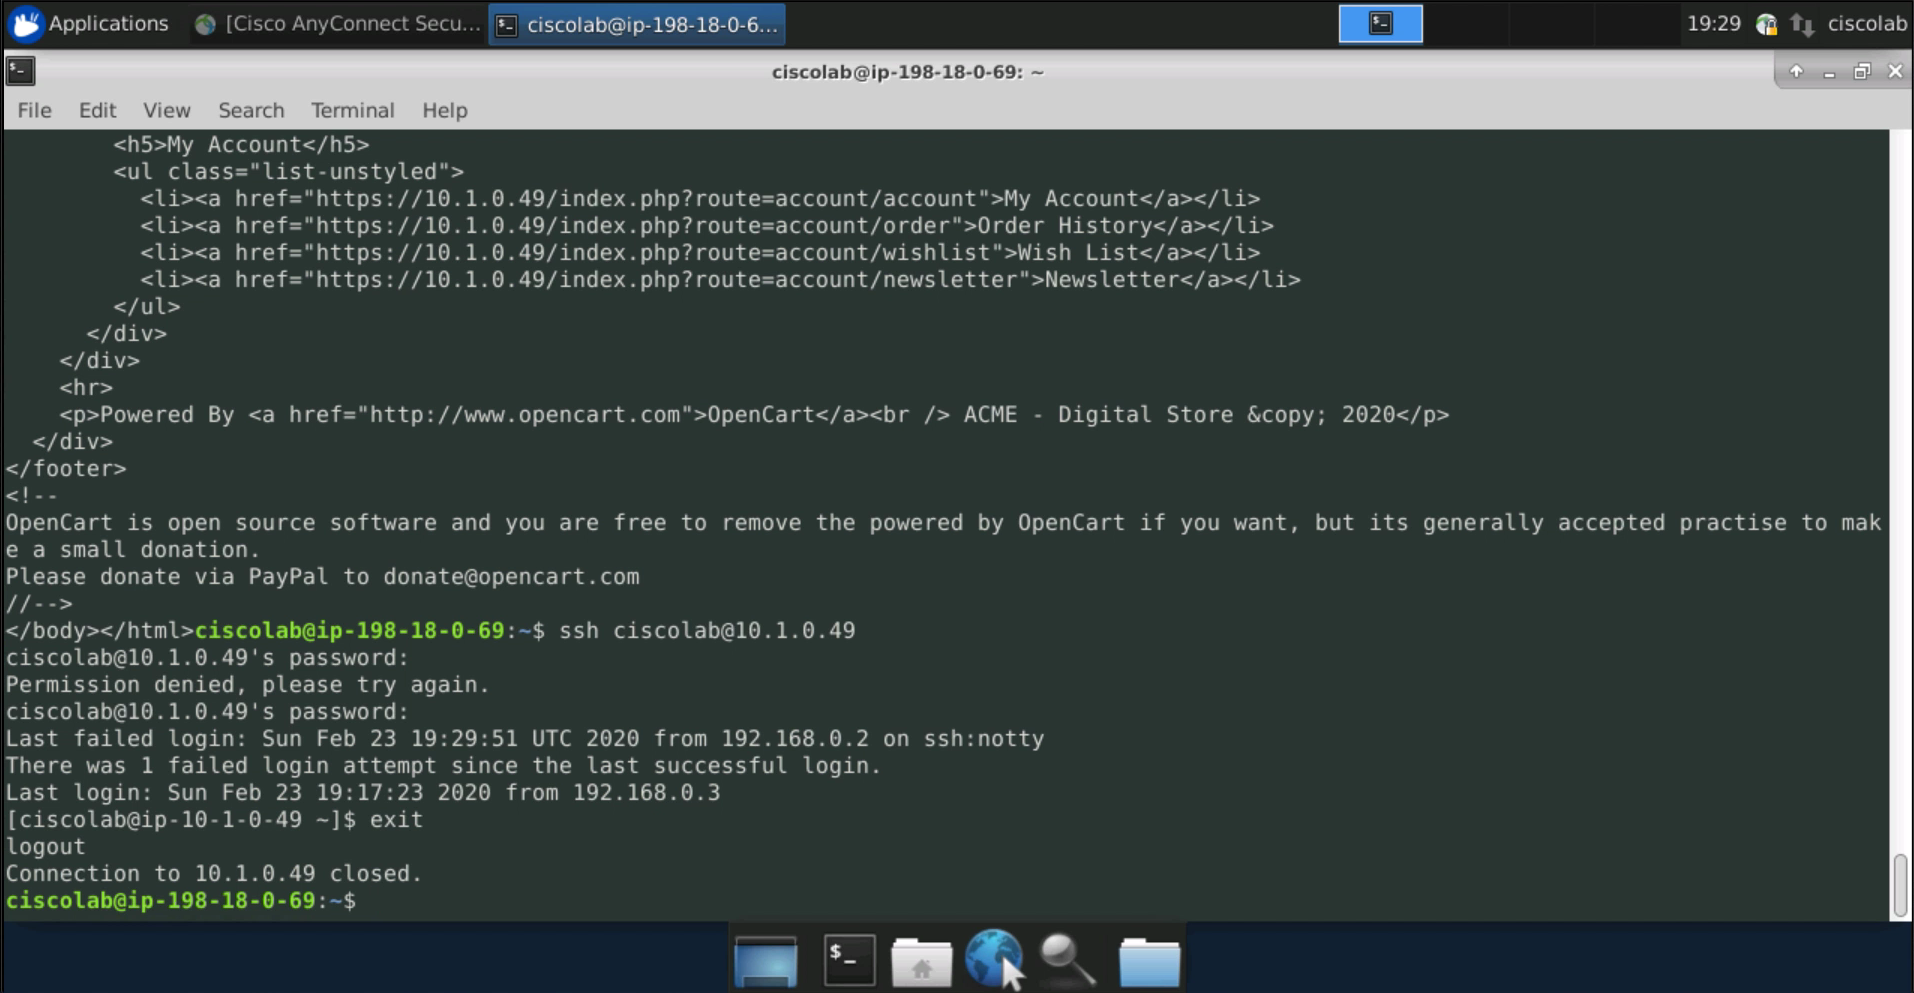 Applications [Cisco AnyConnect Secu... ciscolab@ip-198-18-0-6... 19:29 ciscolab
ciscolab@ip-198-18-0-69: ~
File Edit View Search Terminal Help
        <h5>My Account</h5>
        <ul class="list-unstyled">
          <li><a href="https://10.1.0.49/index.php?route=account/account">My Account</a></li>
          <li><a href="https://10.1.0.49/index.php?route=account/order">Order History</a></li>
          <li><a href="https://10.1.0.49/index.php?route=account/wishlist">Wish List</a></li>
          <li><a href="https://10.1.0.49/index.php?route=account/newsletter">Newsletter</a></li>
        </ul>
      </div>
    </div>
    <hr>
    <p>Powered By <a href="http://www.opencart.com">OpenCart</a><br /> ACME - Digital Store &copy; 2020</p>
  </div>
</footer>
<!--
OpenCart is open source software and you are free to remove the powered by OpenCart if you want, but its generally accepted practise to mak
e a small donation.
Please donate via PayPal to donate@opencart.com
//-->
</body></html>ciscolab@ip-198-18-0-69:~$ ssh ciscolab@10.1.0.49
ciscolab@10.1.0.49's password:
Permission denied, please try again.
ciscolab@10.1.0.49's password:
Last failed login: Sun Feb 23 19:29:51 UTC 2020 from 192.168.0.2 on ssh:notty
There was 1 failed login attempt since the last successful login.
Last login: Sun Feb 23 19:17:23 2020 from 192.168.0.3
[ciscolab@ip-10-1-0-49 ~]$ exit
logout
Connection to 10.1.0.49 closed.
ciscolab@ip-198-18-0-69:~$